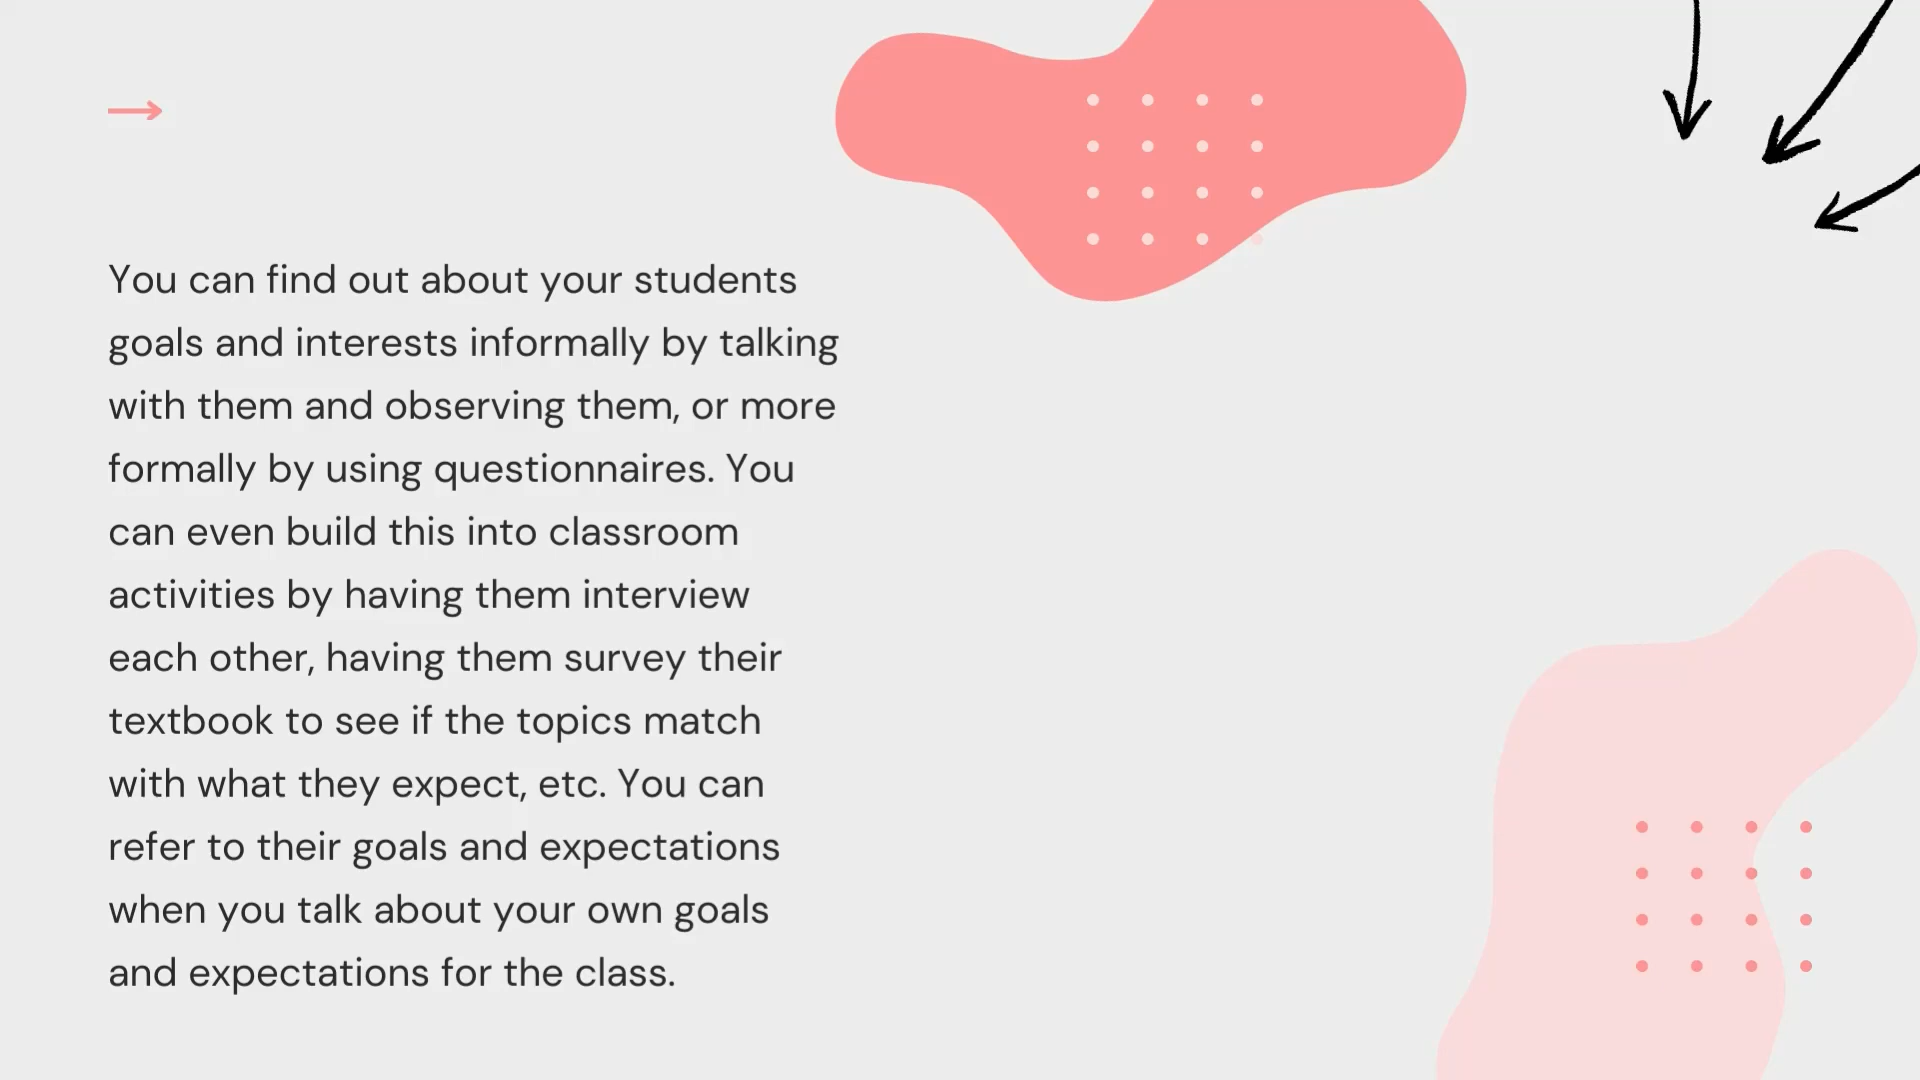 You can find out about your students
goals and interests informally by talking
with them and observing them, or more
formally by using questionnaires. You
can even build this into classroom
activities by having them interview
each other, having them survey their
textbook to see if the topics match
with what they expect, etc. You can
refer to their goals and expectations
when you talk about your own goals
and expectations for the class.